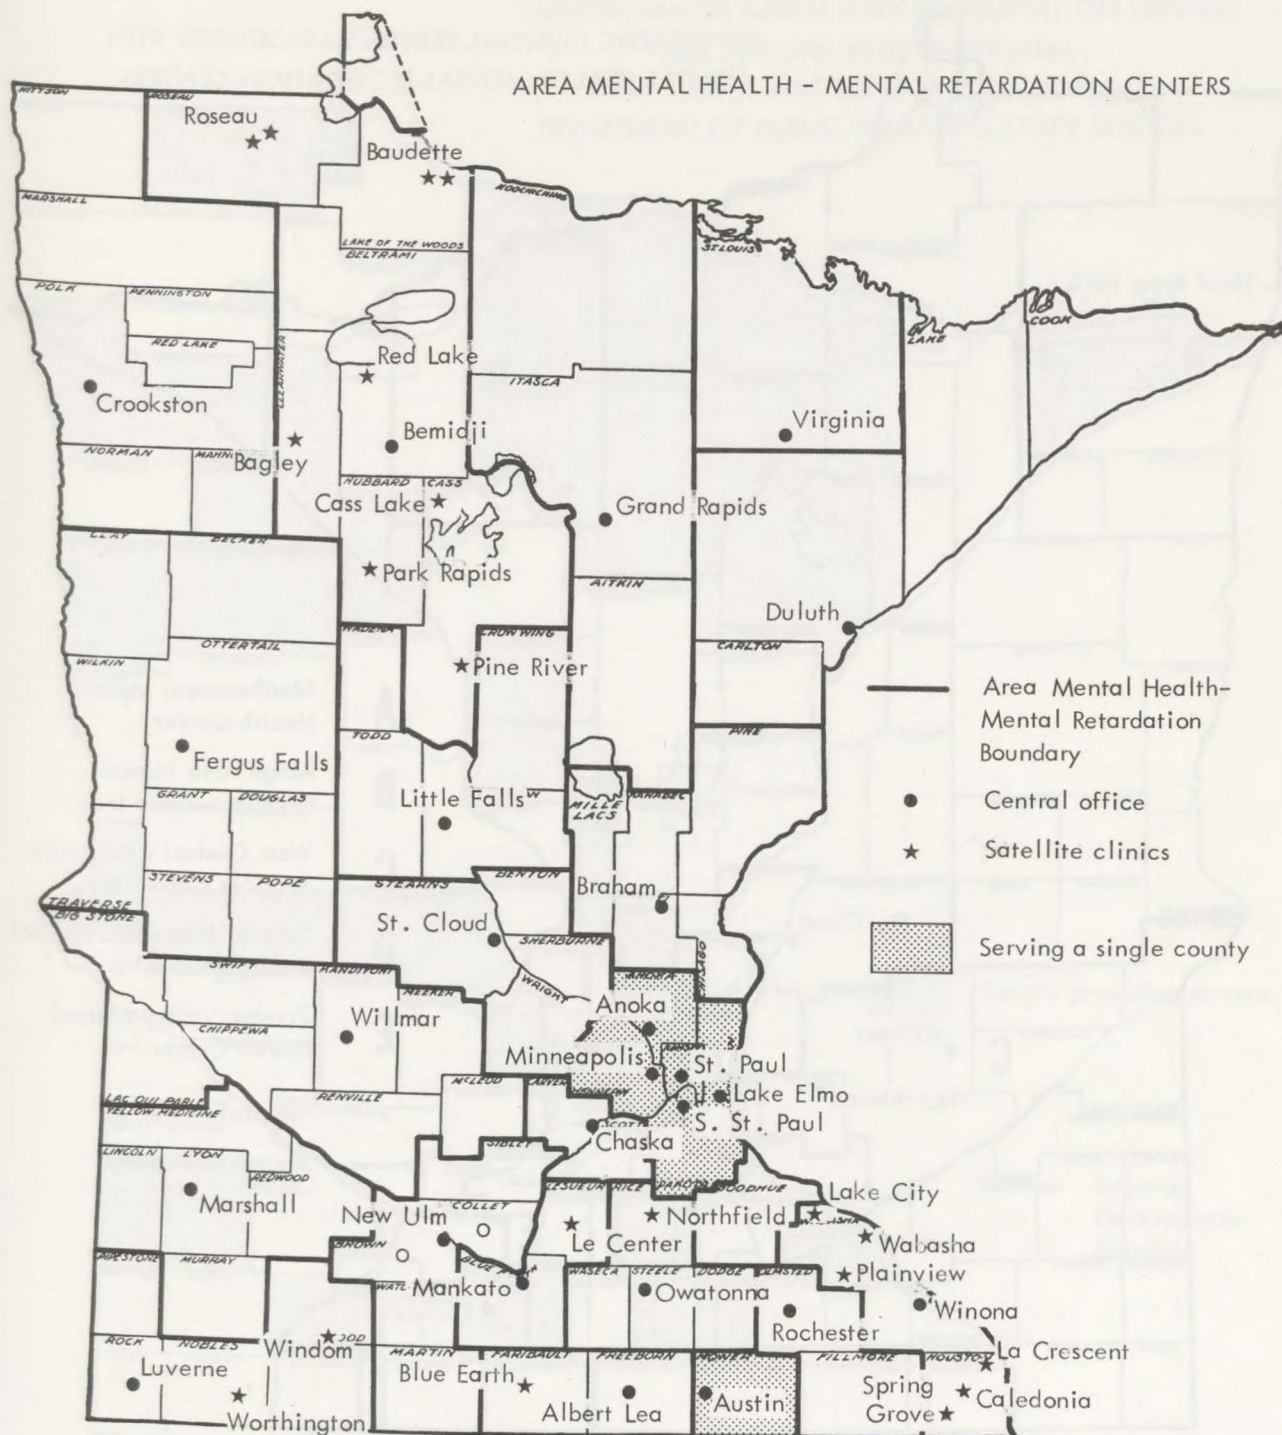 AREA MENTAL HEALTH - MENTAL RETARDATION CENTERS
KITTSON
ROSEAU
Roseau
Baudette
KOOCHICHING
MARSHALL
LAKE OF THE WOODS
BELTRAMI
ST. LOUIS
POLK
PENNINGTON
RED LAKE
CLEARWATER
Red Lake
ITASCA
LAKE
COOK
Crookston
Bemidji
Virginia
NORMAN
Bagley
HUBBARD
CASS
Cass Lake
Grand Rapids
CLAY
BECKER
Park Rapids
AITKIN
Duluth
WADENA
CROW WING
CARLTON
OTTERTAIL
WILKIN
Pine River
Area Mental Health-
Mental Retardation
Boundary
TODD
PINE
Fergus Falls
GRANT
DOUGLAS
Little Falls
W
MILLE
LACS
KANABEC
Central office
Satellite clinics
STEVENS
POPE
STEARNS
BENTON
Braham
TRAVERSE
BIG STONE
St. Cloud
SHERBURNE
CHISAGO
Serving a single county
SWIFT
KANDIYOHI
MEEKER
WRIGHT
ANOKA
Anoka
CHIPPEWA
Willmar
Minneapolis
St. Paul
LAC QUI PARLE
YELLOW MEDICINE
RENVILLE
McLEOD
CARVER
HENNEPIN
Lake Elmo
S. St. Paul
SCOTT
Chaska
SIBLEY
LINCOLN
LYON
REDWOOD
LESUEUR
RICE
DAKOTA
GOODHUE
Lake City
Marshall
New Ulm
COLLET
O
Le Center
Northfield
Wabasha
BROWN
O
PIPESTONE
MURRAY
Mankato
WASECA
STEELE
DODGE
OLMSTED
Plainview
Owatonna
Winona
Rochester
ROCK
NOBLES
Windom
OOD
MARTIN
FARIBAULT
FREEBORN
MOWER
FILLMORE
HOUSTON
La Crescent
Luverne
Blue Earth
Spring
Grove
Caledonia
Worthington
Albert Lea
Austin